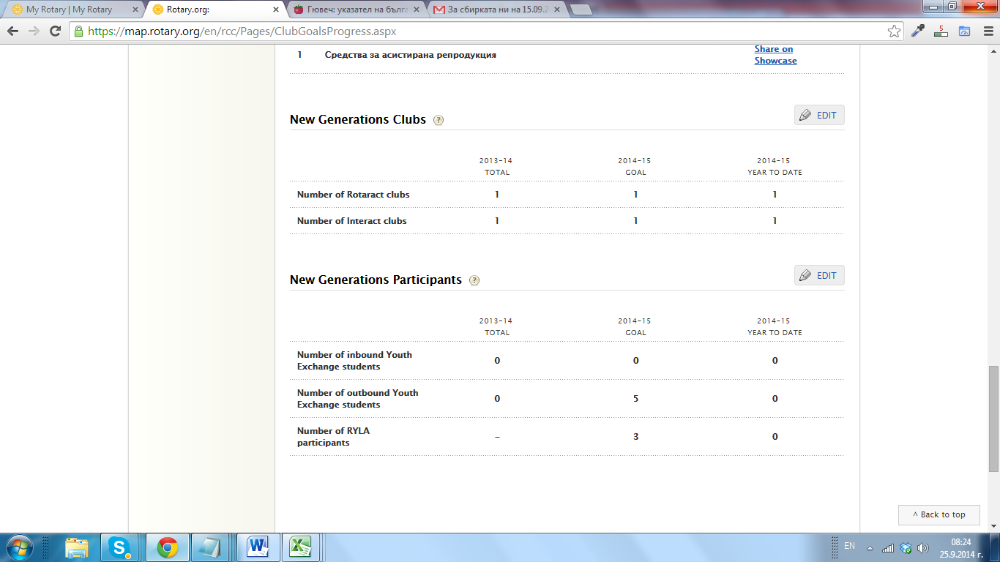 My Rotary | My Rotary
Rotary.org:
Гювеч: указател на бълга
За сбирката ни на 15.09.2
https://map.rotary.org/en/rcc/Pages/ClubGoalsProgress.aspx
5
1 Средства за асистирана репродукция
Share on
Showcase
New Generations Clubs ?
EDIT
2013-14 2014-15 2014-15
TOTAL GOAL YEAR TO DATE
Number of Rotaract clubs 1 1 1
Number of Interact clubs 1 1 1
New Generations Participants ?
EDIT
2013-14 2014-15 2014-15
TOTAL GOAL YEAR TO DATE
Number of inbound Youth
Exchange students 0 0 0
Number of outbound Youth
Exchange students 0 5 0
Number of RYLA
participants – 3 0
^ Back to top
EN
08:24
25.9.2014 г.